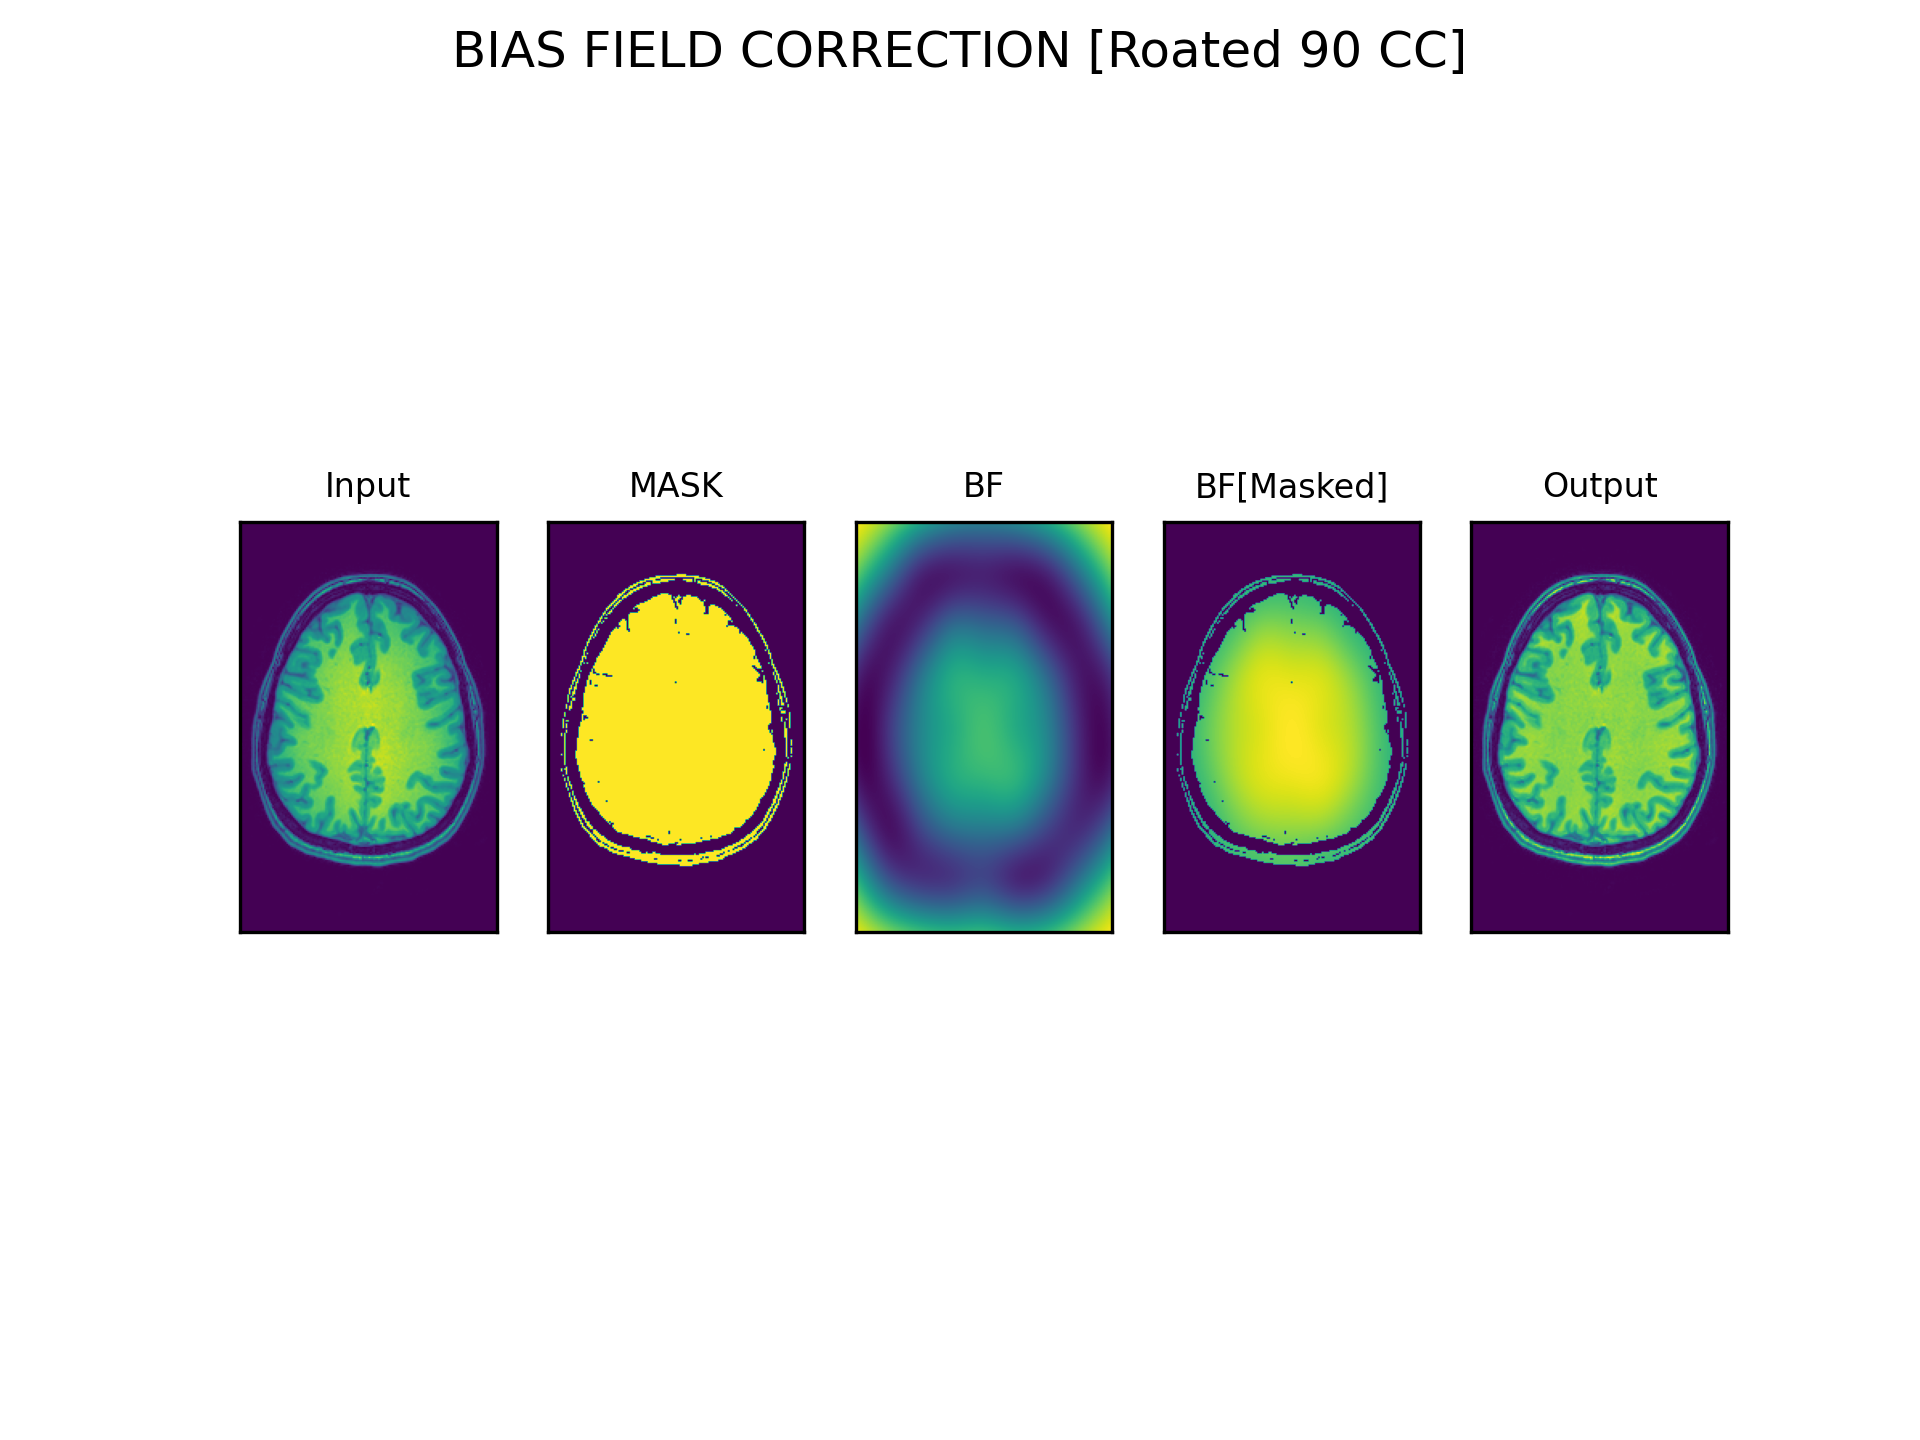 BIAS FIELD CORRECTION [Roated 90 CC]
Input
MASK
BF
BF[Masked]
Output